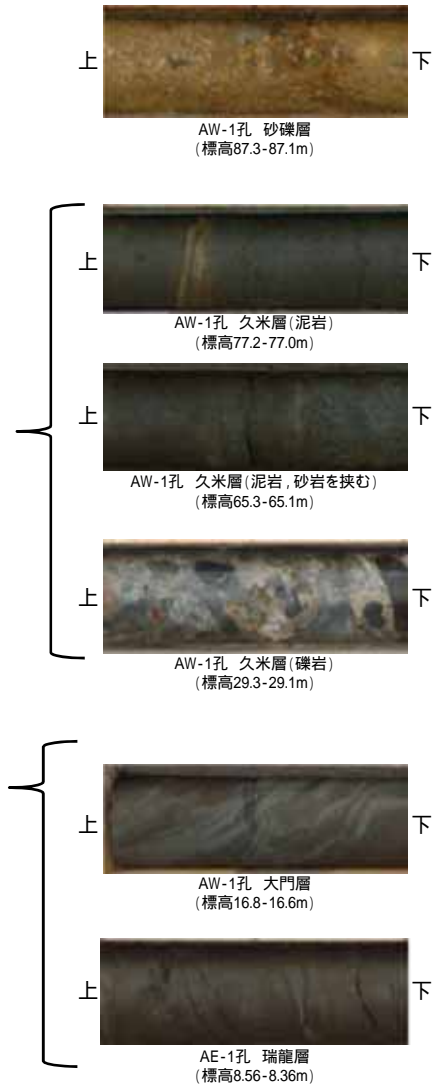 上 下
AW-1孔 砂礫層
(標高87.3-87.1m)
上 下
AW-1孔 久米層(泥岩)
(標高77.2-77.0m)
上 下
AW-1孔 久米層(泥岩,砂岩を挟む)
(標高65.3-65.1m)
上 下
AW-1孔 久米層(礫岩)
(標高29.3-29.1m)
上 下
AW-1孔 大門層
(標高16.8-16.6m)
上 下
AE-1孔 瑞龍層
(標高8.56-8.36m)